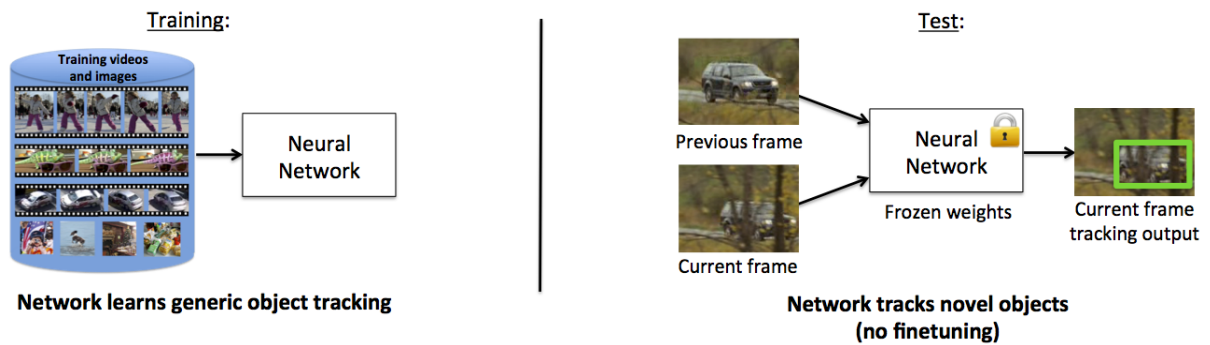 Training:
Training videos
and images
Neural
Network
Network learns generic object tracking
Test:
Previous frame
Current frame
Neural
Network
Frozen weights
Current frame
tracking output
Network tracks novel objects
(no finetuning)